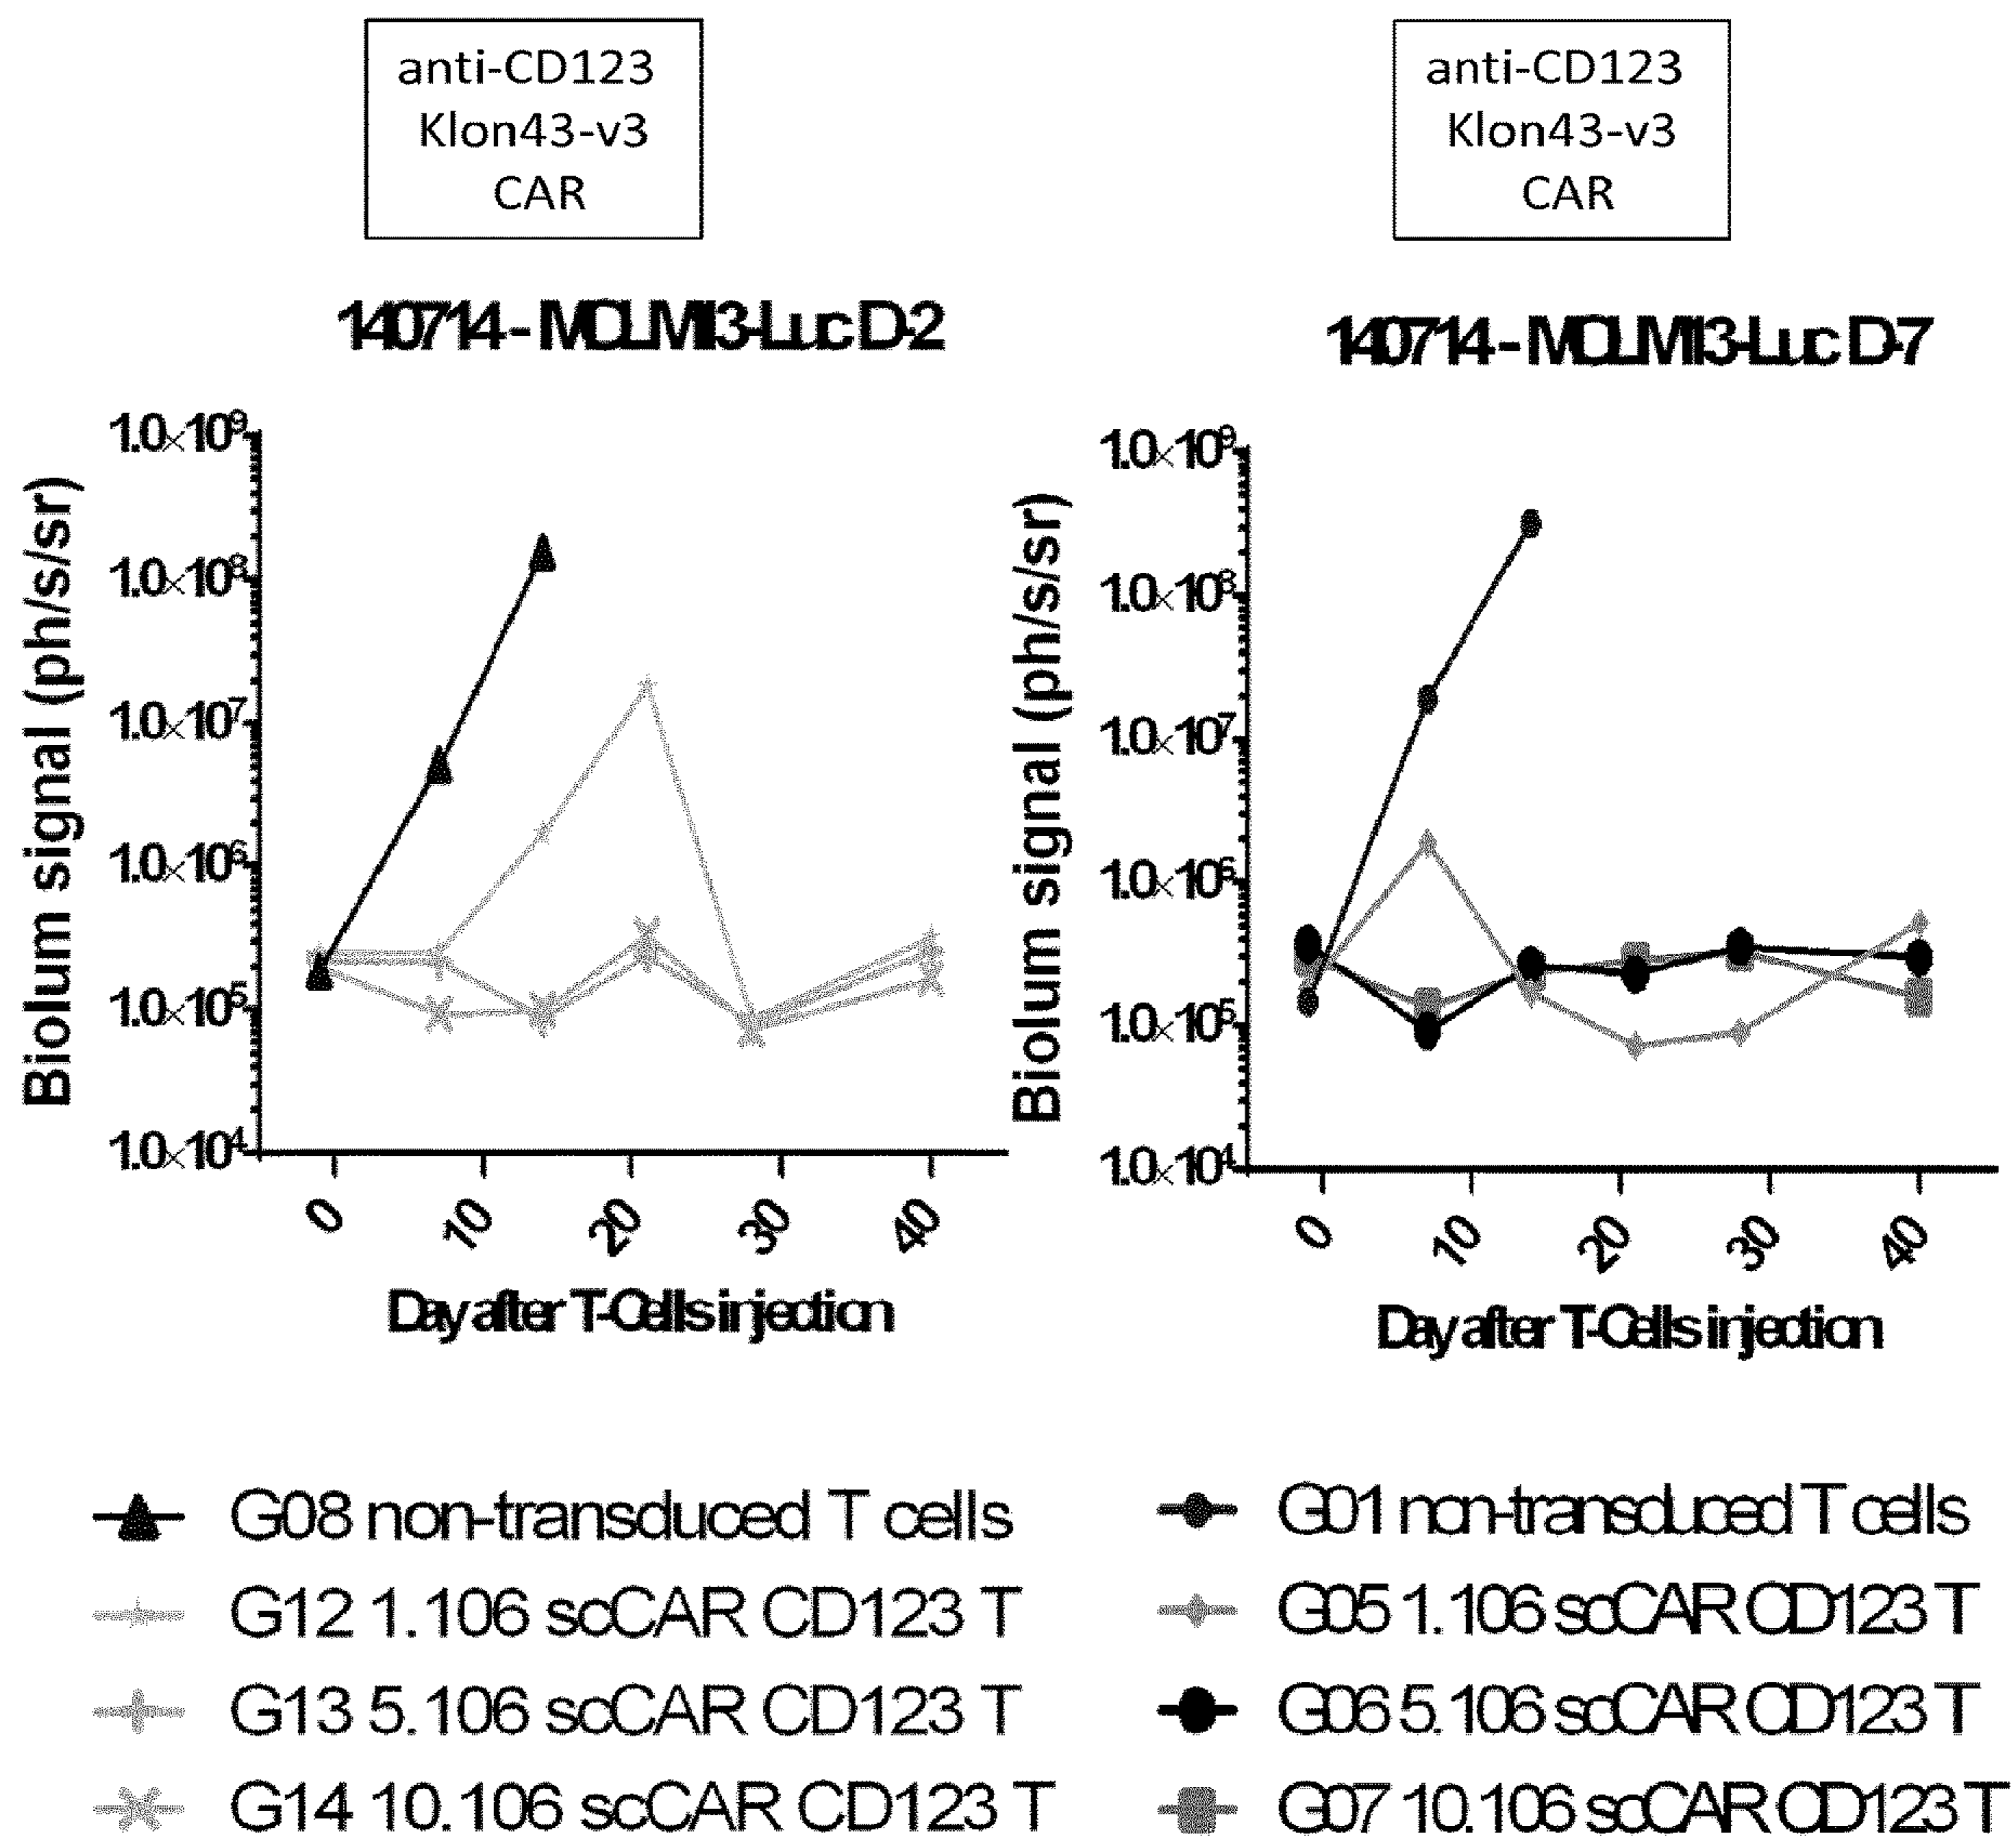 anti-CD123
Klon43-v3
CAR
140714 - MOLM13-Luc D-2
1.0×10⁹
1.0×10⁸
1.0×10⁷
1.0×10⁶
1.0×10⁵
1.0×10⁴
Biolum signal (ph/s/sr)
0 10 20 30 40
Day after T-Cells injection
anti-CD123
Klon43-v3
CAR
140714 - MOLM13-Luc D-7
1.0×10⁹
1.0×10⁸
1.0×10⁷
1.0×10⁶
1.0×10⁵
1.0×10⁴
Biolum signal (ph/s/sr)
0 10 20 30 40
Day after T-Cells injection
G08 non-transduced T cells
G12 1.106 scCAR CD123 T
G13 5.106 scCAR CD123 T
G14 10.106 scCAR CD123 T
G01 non-transduced T cells
G05 1.106 scCAR CD123 T
G06 5.106 scCAR CD123 T
G07 10.106 scCAR CD123 T